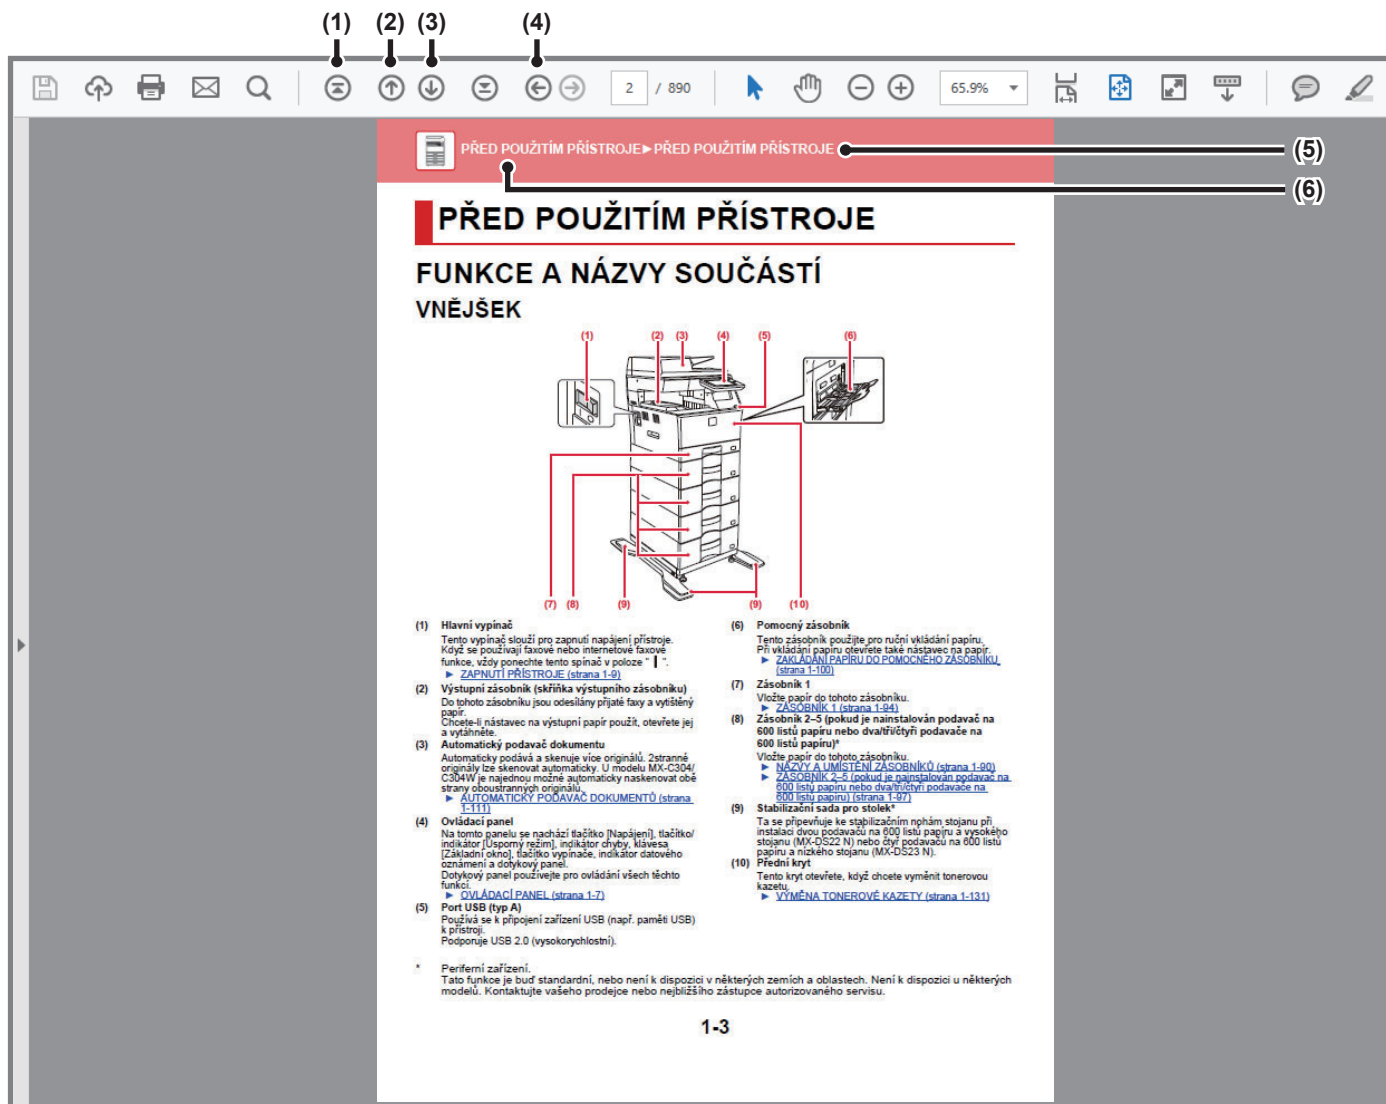 (1) (2) (3) (4)
2 / 890 65.9%
PŘED POUŽITÍM PŘÍSTROJE►PŘED POUŽITÍM PŘÍSTROJE
(5)
(6)
PŘED POUŽITÍM PŘÍSTROJE
FUNKCE A NÁZVY SOUČÁSTÍ
VNĚJŠEK
(1) (2) (3) (4) (5) (6)
(7) (8) (9) (9) (10)
(1) Hlavní vypínač
Tento vypínač slouží pro zapnutí napájení přístroje.
Když se používají faxové nebo internetové faxové
funkce, vždy ponechte tento spínač v poloze " ┃ ".
► ZAPNUTÍ PŘÍSTROJE (strana 1-9)
(2) Výstupní zásobník (skříňka výstupního zásobníku)
Do tohoto zásobníku jsou odesílány přijaté faxy a vytištěný
papír.
Chcete-li nástavec na výstupní papír použít, otevřete jej
a vytáhněte.
(3) Automatický podavač dokumentu
Automaticky podává a skenuje více originálů. 2stranné
originály lze skenovat automaticky. U modelu MX-C304/
C304W je najednou možné automaticky naskenovat obě
strany oboustranných originálů.
► AUTOMATICKÝ PODAVAČ DOKUMENTŮ (strana
1-111)
(4) Ovládací panel
Na tomto panelu se nachází tlačítko [Napájení], tlačítko/
indikátor [Úsporný režim], indikátor chyby, klávesa
[Základní okno], tlačítko vypínače, indikátor datového
oznámení a dotykový panel.
Dotykový panel používejte pro ovládání všech těchto
funkcí.
► OVLÁDACÍ PANEL (strana 1-7)
(5) Port USB (typ A)
Používá se k připojení zařízení USB (např. paměti USB)
k přístroji.
Podporuje USB 2.0 (vysokorychlostní).
(6) Pomocný zásobník
Tento zásobník použijte pro ruční vkládání papíru.
Při vkládání papíru otevřete také nástavec na papír.
► ZAKLÁDÁNÍ PAPÍRU DO POMOCNÉHO ZÁSOBNÍKU
(strana 1-100)
(7) Zásobník 1
Vložte papír do tohoto zásobníku.
► ZÁSOBNÍK 1 (strana 1-94)
(8) Zásobník 2–5 (pokud je nainstalován podavač na
600 listů papíru nebo dva/tři/čtyři podavače na
600 listů papíru)*
Vložte papír do tohoto zásobníku.
► NÁZVY A UMÍSTĚNÍ ZÁSOBNÍKŮ (strana 1-90)
► ZÁSOBNÍK 2–5 (pokud je nainstalován podavač na
600 listů papíru nebo dva/tři/čtyři podavače na
600 listů papíru) (strana 1-97)
(9) Stabilizační sada pro stolek*
Ta se připevňuje ke stabilizačním nohám stojanu při
instalaci dvou podavačů na 600 listů papíru a vysokého
stojanu (MX-DS22 N) nebo čtyř podavačů na 600 listů
papíru a nízkého stojanu (MX-DS23 N).
(10) Přední kryt
Tento kryt otevřete, když chcete vyměnit tonerovou
kazetu.
► VÝMĚNA TONEROVÉ KAZETY (strana 1-131)
* Periferní zařízení.
Tato funkce je buď standardní, nebo není k dispozici v některých zemích a oblastech. Není k dispozici u některých
modelů. Kontaktujte vašeho prodejce nebo nejbližšího zástupce autorizovaného servisu.
1-3